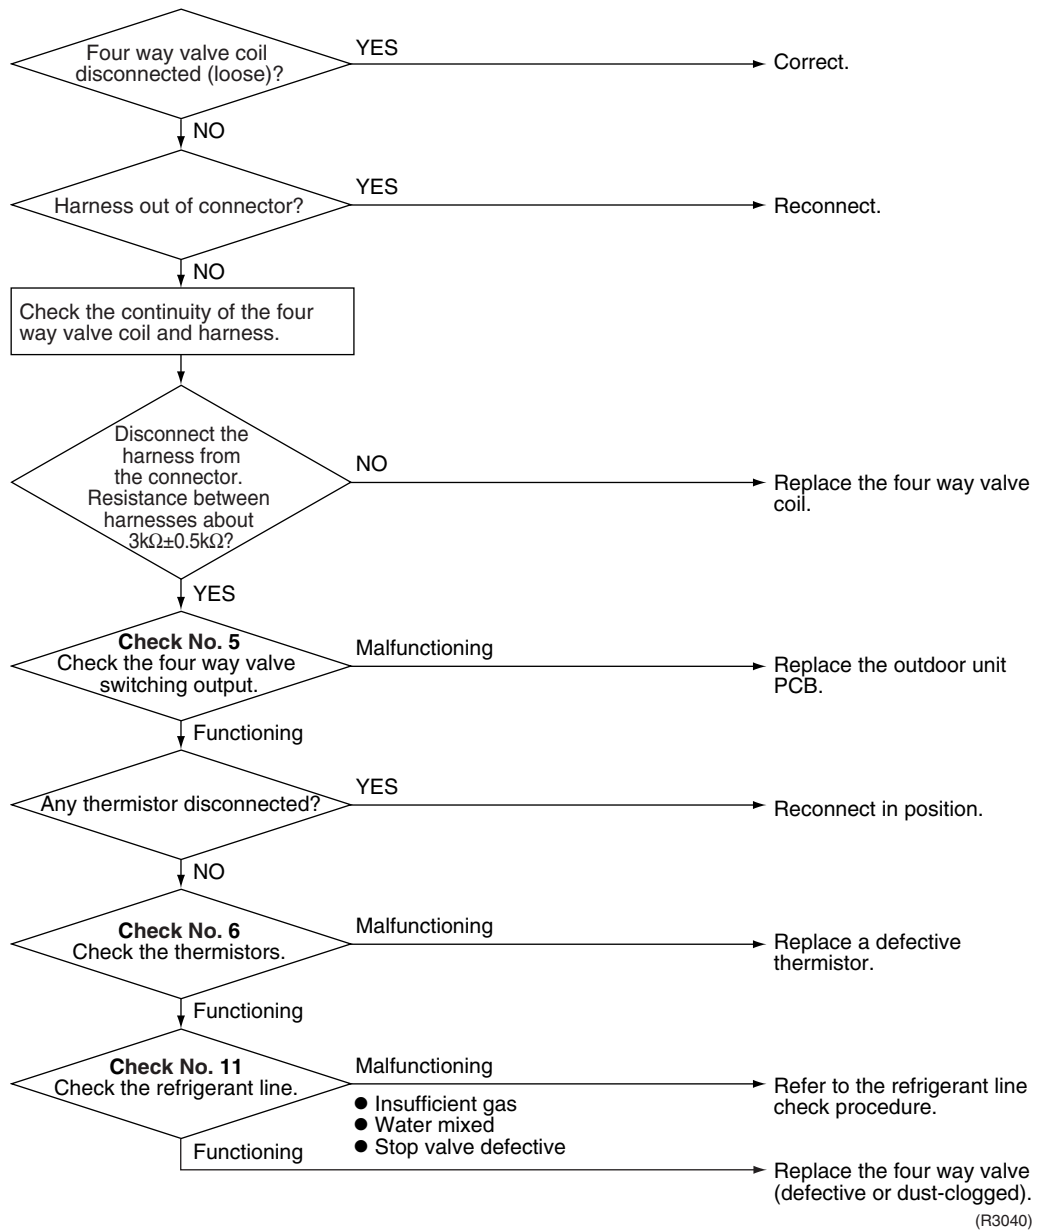 Four way valve coil
disconnected (loose)?
YES
Correct.
NO
Harness out of connector?
YES
Reconnect.
NO
Check the continuity of the four
way valve coil and harness.
Disconnect the
harness from
the connector.
Resistance between
harnesses about
3kΩ±0.5kΩ?
NO
Replace the four way valve
coil.
YES
Check No. 5
Check the four way valve
switching output.
Malfunctioning
Replace the outdoor unit
PCB.
Functioning
Any thermistor disconnected?
YES
Reconnect in position.
NO
Check No. 6
Check the thermistors.
Malfunctioning
Replace a defective
thermistor.
Functioning
Check No. 11
Check the refrigerant line.
Malfunctioning
● Insufficient gas
● Water mixed
● Stop valve defective
Refer to the refrigerant line
check procedure.
Functioning
Replace the four way valve
(defective or dust-clogged).
(R3040)